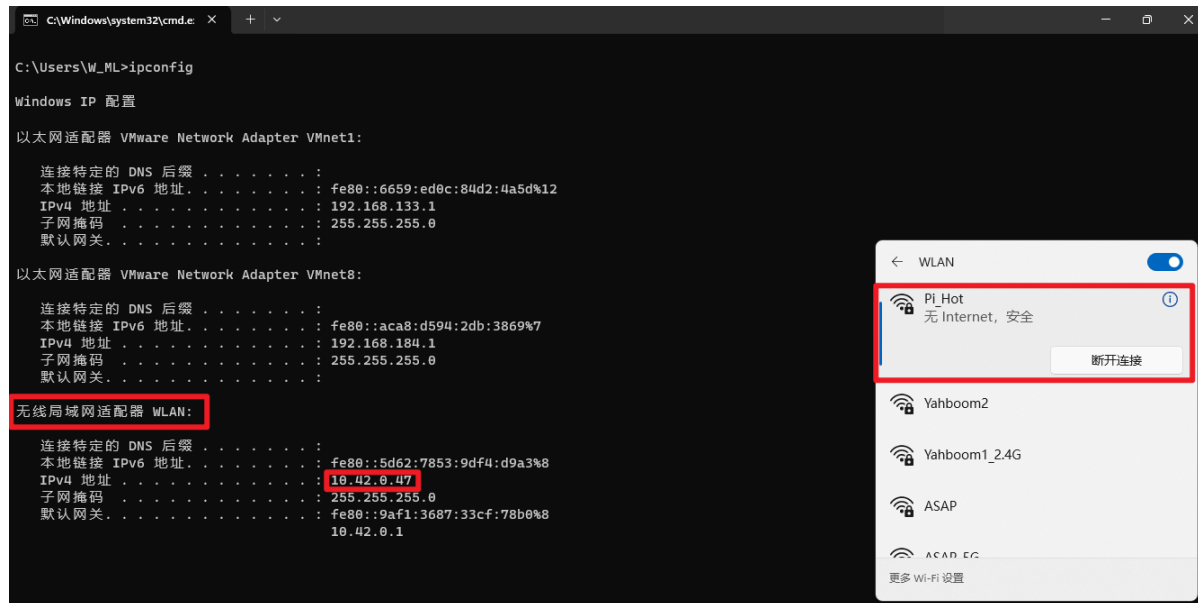 C:\Windows\system32\cmd.e:
C:\Users\W_ML>ipconfig
Windows IP 配置
以太网适配器 VMware Network Adapter VMnet1:
连接特定的 DNS 后缀 . . . . . . . :
本地链接 IPv6 地址. . . . . . . . : fe80::6659:ed0c:84d2:4a5d%12
IPv4 地址 . . . . . . . . . . . . : 192.168.133.1
子网掩码 . . . . . . . . . . . . : 255.255.255.0
默认网关. . . . . . . . . . . . . :
以太网适配器 VMware Network Adapter VMnet8:
连接特定的 DNS 后缀 . . . . . . . :
本地链接 IPv6 地址. . . . . . . . : fe80::aca8:d594:2db:3869%7
IPv4 地址 . . . . . . . . . . . . : 192.168.184.1
子网掩码 . . . . . . . . . . . . : 255.255.255.0
默认网关. . . . . . . . . . . . . :
无线局域网适配器 WLAN:
连接特定的 DNS 后缀 . . . . . . . :
本地链接 IPv6 地址. . . . . . . . : fe80::5d62:7853:9df4:d9a3%8
IPv4 地址 . . . . . . . . . . . . : 10.42.0.47
子网掩码 . . . . . . . . . . . . : 255.255.255.0
默认网关. . . . . . . . . . . . . : fe80::9af1:3687:33cf:78b0%8
10.42.0.1
WLAN
Pi_Hot
无 Internet，安全
断开连接
Yahboom2
Yahboom1_2.4G
ASAP
ASAP_5G
更多 Wi-Fi 设置